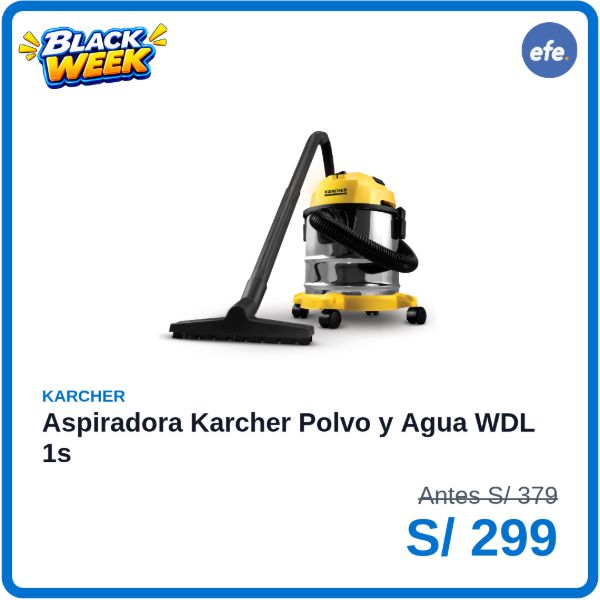 BLACK
WEEK
efe.
KARCHER
KARCHER
Aspiradora Karcher Polvo y Agua WDL
1s
Antes S/ 379
S/ 299